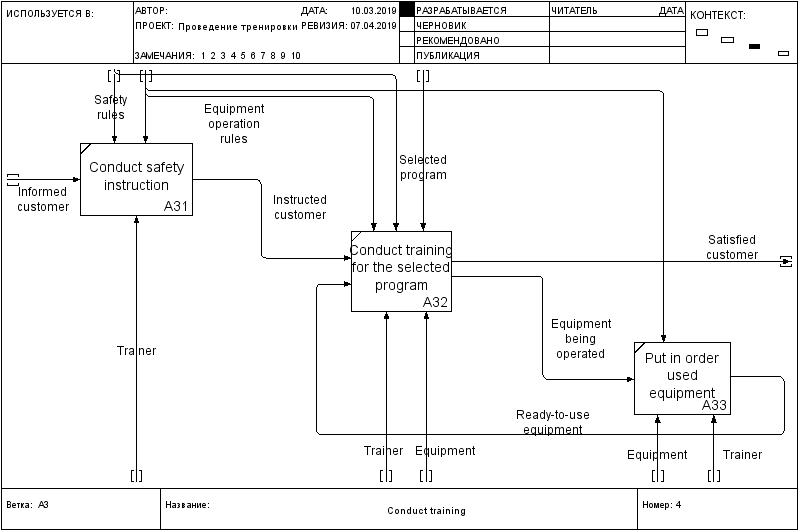 ИСПОЛЬЗУЕТСЯ В:
АВТОР:
ДАТА: 10.03.2019
ПРОЕКТ: Проведение тренировки
РЕВИЗИЯ: 07.04.2019
ЗАМЕЧАНИЯ: 1 2 3 4 5 6 7 8 9 10
РАЗРАБАТЫВАЕТСЯ
ЧЕРНОВИК
РЕКОМЕНДОВАНО
ПУБЛИКАЦИЯ
ЧИТАТЕЛЬ
ДАТА
КОНТЕКСТ:
Safety
rules
Equipment
operation
rules
Selected
program
Conduct safety
instruction
A31
Informed
customer
Instructed
customer
Conduct training
for the selected
program
A32
Satisfied
customer
Equipment
being
operated
Trainer
Put in order
used
equipment
A33
Ready-to-use
equipment
Trainer
Equipment
Equipment
Trainer
Ветка: A3
Название:
Conduct training
Номер: 4